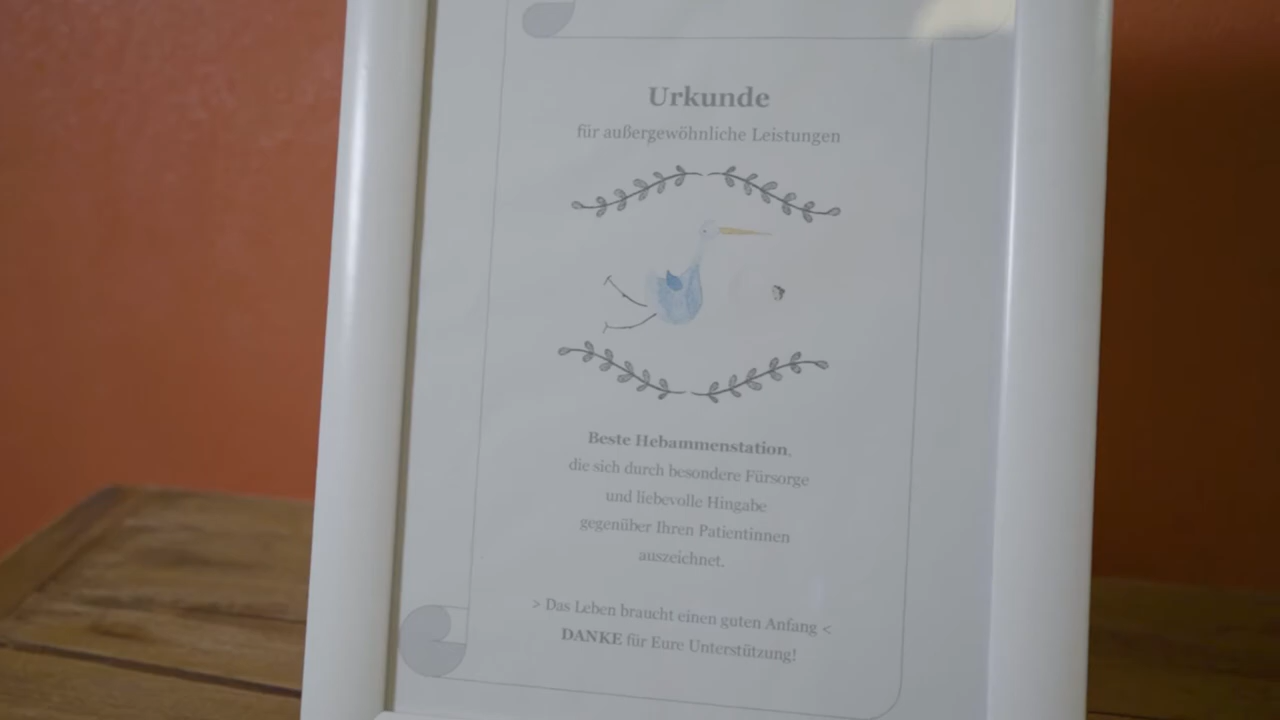 Urkunde
für außergewöhnliche Leistungen
Beste Hebammenstation,
die sich durch besondere Fürsorge
und liebevolle Hingabe
gegenüber Ihren Patientinnen
auszeichnet.
> Das Leben braucht einen guten Anfang <
DANKE für Eure Unterstützung!